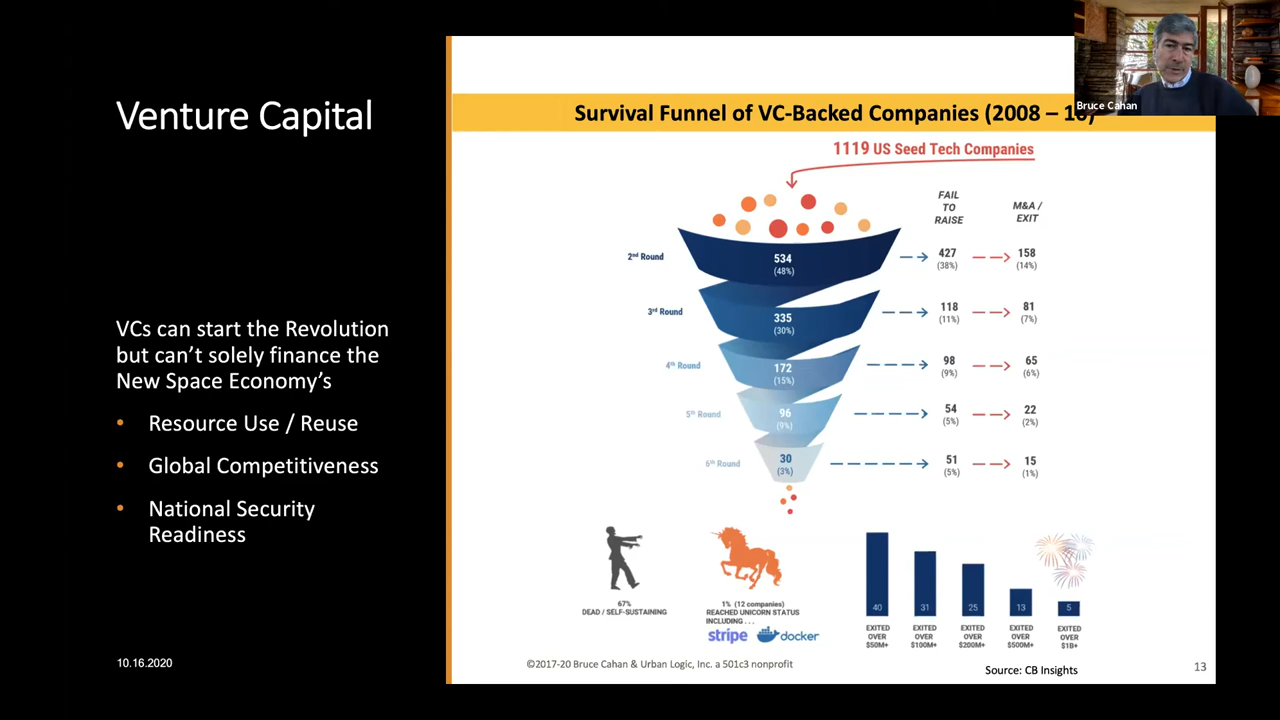 Venture Capital
VCs can start the Revolution
but can't solely finance the
New Space Economy's
• Resource Use / Reuse
• Global Competitiveness
• National Security
Readiness
10.16.2020
Bruce Cahan
Survival Funnel of VC-Backed Companies (2008 –
1119 US Seed Tech Companies
FAIL
TO
RAISE
M&A /
EXIT
2nd Round
534
(48%)
427
(38%)
158
(14%)
3rd Round
335
(30%)
118
(11%)
81
(7%)
4th Round
172
(15%)
98
(9%)
65
(6%)
5th Round
96
(9%)
54
(5%)
22
(2%)
6th Round
30
(3%)
51
(5%)
15
(1%)
67%
DEAD / SELF-SUSTAINING
1% (12 companies)
REACHED UNICORN STATUS
INCLUDING . . .
stripe
docker
40
31
25
13
5
EXITED
OVER
$50M+
EXITED
OVER
$100M+
EXITED
OVER
$200M+
EXITED
OVER
$500M+
EXITED
OVER
$1B+
©2017-20 Bruce Cahan & Urban Logic, Inc. a 501c3 nonprofit
Source: CB Insights
13